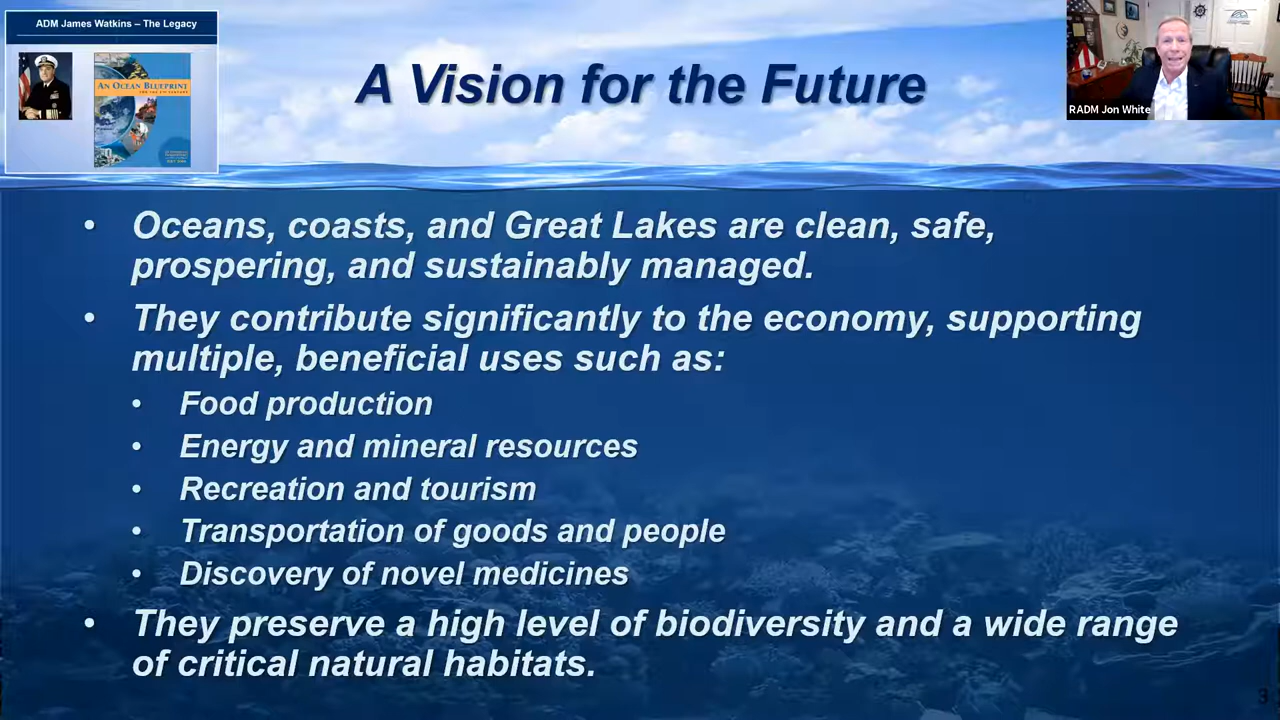 ADM James Watkins – The Legacy
AN OCEAN BLUEPRINT
A Vision for the Future
RADM Jon White
• Oceans, coasts, and Great Lakes are clean, safe,
prospering, and sustainably managed.
• They contribute significantly to the economy, supporting
multiple, beneficial uses such as:
• Food production
• Energy and mineral resources
• Recreation and tourism
• Transportation of goods and people
• Discovery of novel medicines
• They preserve a high level of biodiversity and a wide range
of critical natural habitats.
3